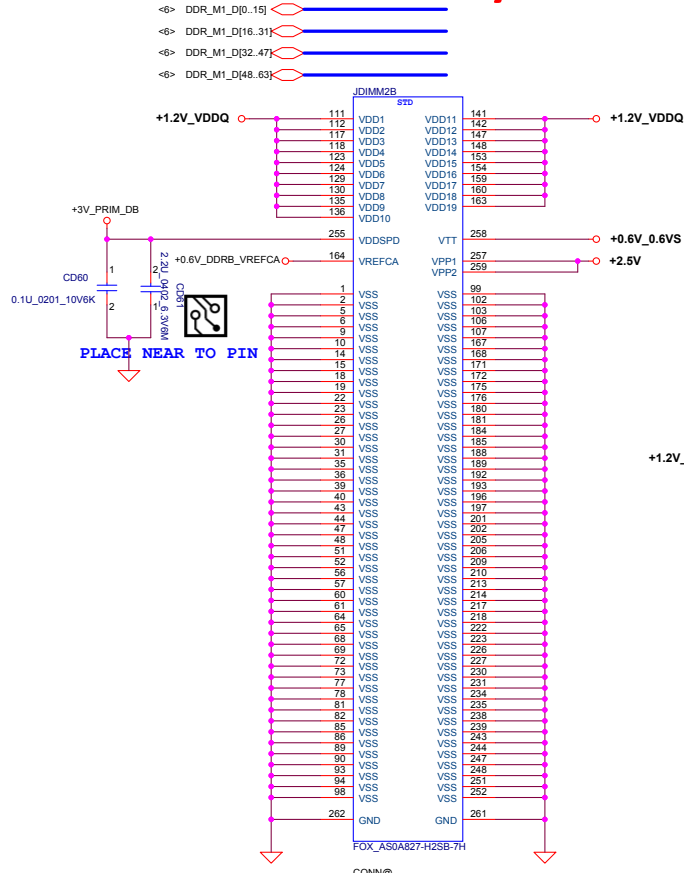 <6> DDR_M1_D[0..15]
<6> DDR_M1_D[16..31]
<6> DDR_M1_D[32..47]
<6> DDR_M1_D[48..63]
JDIMM2B
STD
+1.2V_VDDQ 111 VDD1 VDD11 141 +1.2V_VDDQ
112 VDD2 VDD12 142
117 VDD3 VDD13 147
118 VDD4 VDD14 148
123 VDD5 VDD15 153
124 VDD6 VDD16 154
129 VDD7 VDD17 159
130 VDD8 VDD18 160
135 VDD9 VDD19 163
136 VDD10
+3V_PRIM_DB
255 VDDSPD VTT 258 +0.6V_0.6VS
+0.6V_DDRB_VREFCA 164 VREFCA VPP1 257 +2.5V
VPP2 259
CD60
1
2
0.1U_0201_10V6K
2.2U_0402_6.3V6M
CD61
2
1
PLACE NEAR TO PIN
1 VSS VSS 99
2 VSS VSS 102
5 VSS VSS 103
6 VSS VSS 106
9 VSS VSS 107
10 VSS VSS 167
14 VSS VSS 168
15 VSS VSS 171
18 VSS VSS 172
19 VSS VSS 175
22 VSS VSS 176
23 VSS VSS 180
26 VSS VSS 181
27 VSS VSS 184
30 VSS VSS 185
31 VSS VSS 188
35 VSS VSS 189
36 VSS VSS 192
39 VSS VSS 193
40 VSS VSS 196
43 VSS VSS 197
44 VSS VSS 201
47 VSS VSS 202
48 VSS VSS 205
51 VSS VSS 206
52 VSS VSS 209
56 VSS VSS 210
57 VSS VSS 213
60 VSS VSS 214
61 VSS VSS 217
64 VSS VSS 218
65 VSS VSS 222
68 VSS VSS 223
69 VSS VSS 226
72 VSS VSS 227
73 VSS VSS 230
77 VSS VSS 231
78 VSS VSS 234
81 VSS VSS 235
82 VSS VSS 238
85 VSS VSS 239
86 VSS VSS 243
89 VSS VSS 244
90 VSS VSS 247
93 VSS VSS 248
94 VSS VSS 251
98 VSS VSS 252
262 GND GND 261
+1.2V_
FOX_AS0A827-H2SB-7H
CONN@